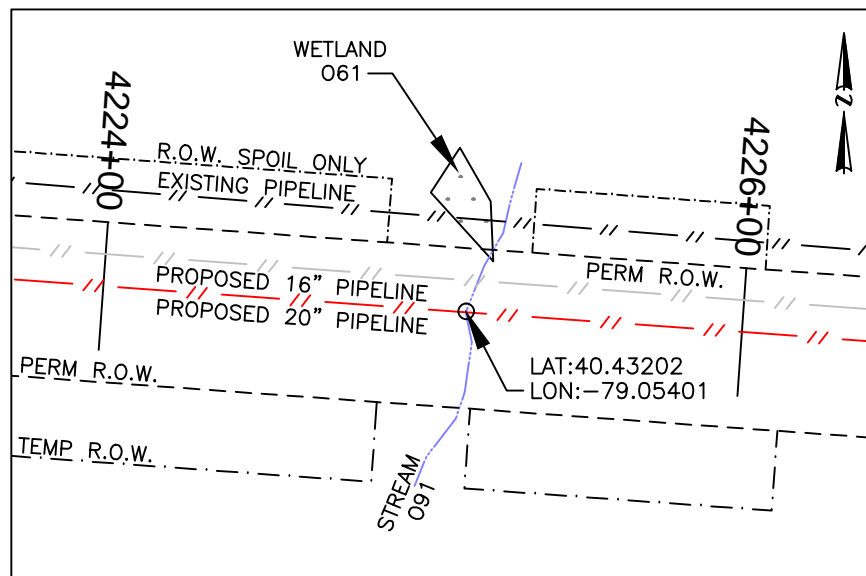 WETLAND
O61
N
4224+00
4226+00
R.O.W. SPOIL ONLY
EXISTING PIPELINE
PERM R.O.W.
PROPOSED 16” PIPELINE
PROPOSED 20” PIPELINE
LAT:40.43202
LON:−79.05401
PERM R.O.W.
TEMP R.O.W.
STREAM
O91